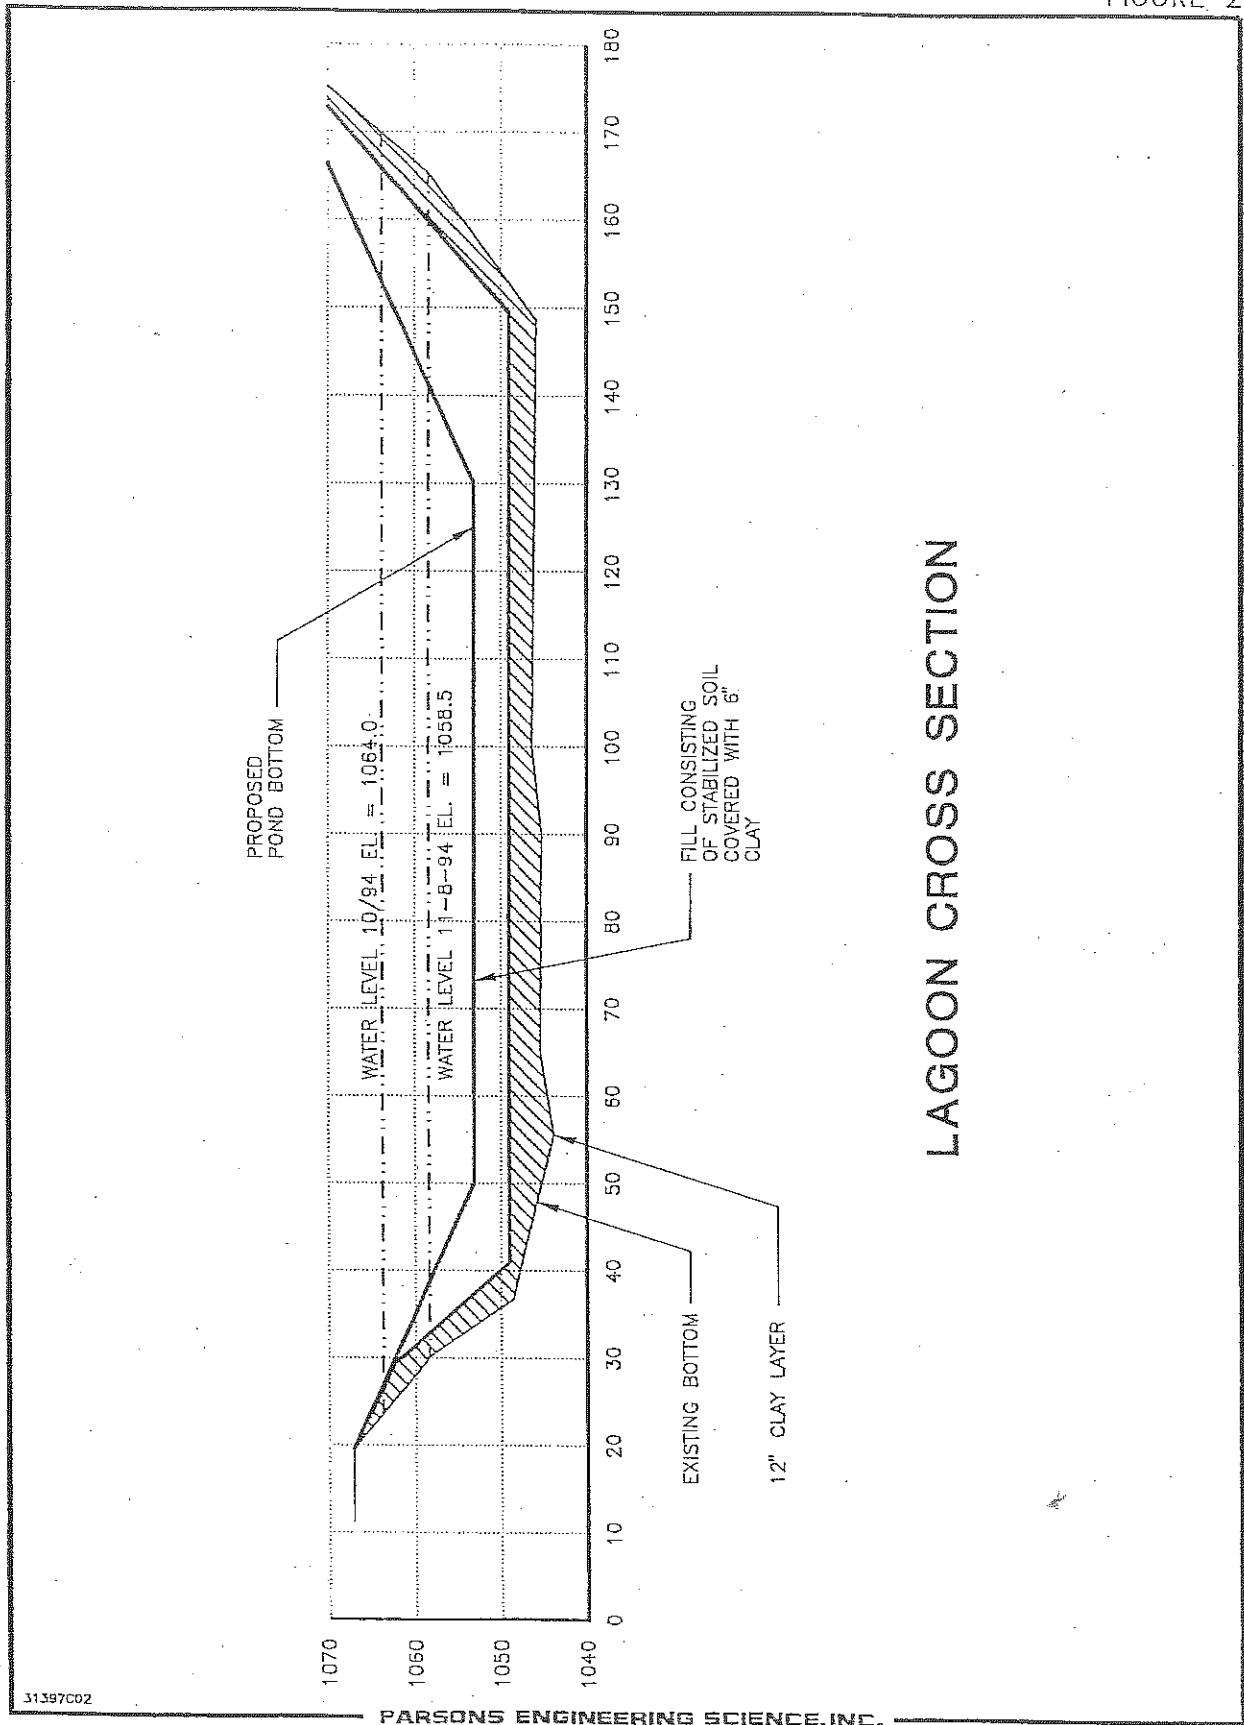 FIGURE 2
PROPOSED
POND BOTTOM
WATER LEVEL 10/94 EL. = 1064.0
WATER LEVEL 11-8-94 EL. = 1058.5
1070
1060
1050
1040
0 10 20 30 40 50 60 70 80 90 100 110 120 130 140 150 160 170 180
EXISTING BOTTOM
12" CLAY LAYER
FILL CONSISTING
OF STABILIZED SOIL
COVERED WITH 6"
CLAY
LAGOON CROSS SECTION
31397C02
PARSONS ENGINEERING SCIENCE, INC.